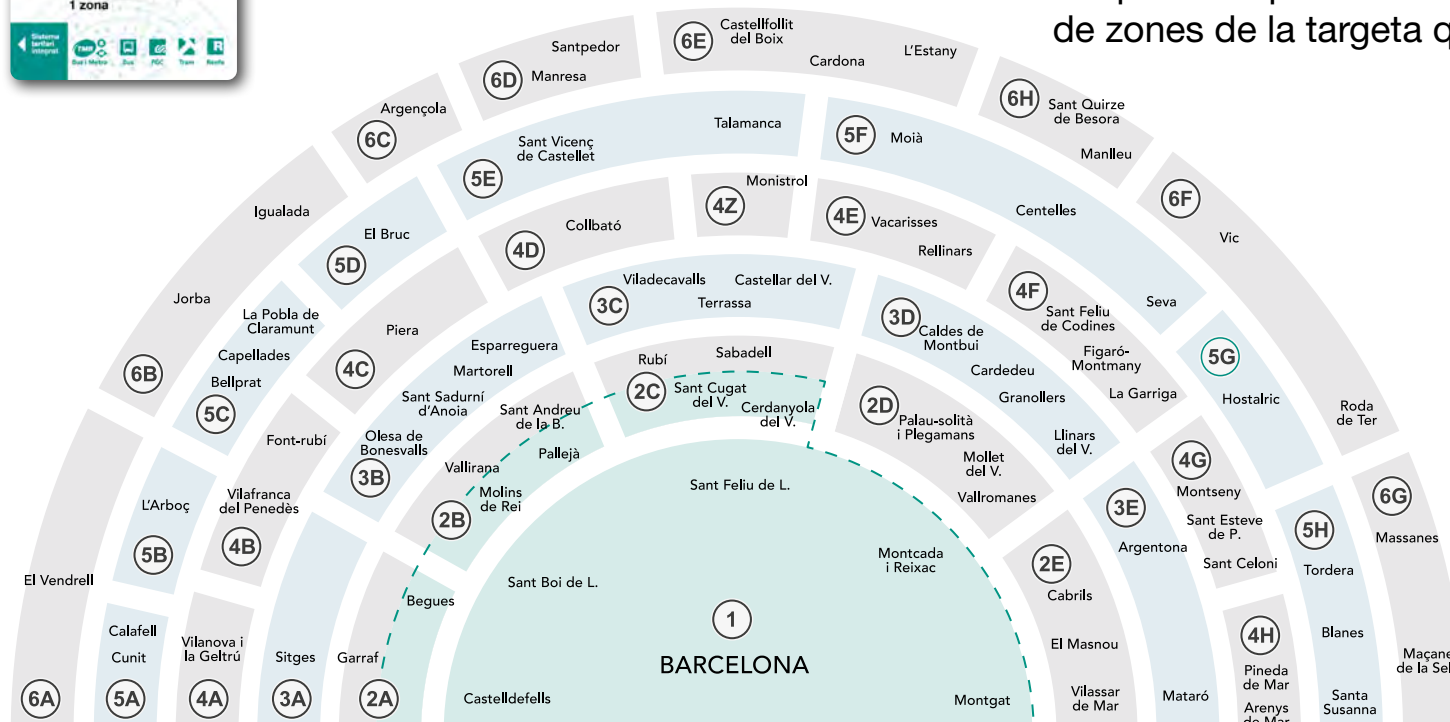 1 zona
Sistema
tarifari
integrat
TMB
Bus i Metro
Bus
FGC
Tram
Renfe
de zones de la targeta q
6E
Castellfollit
del Boix
Cardona
L'Estany
Santpedor
6D
Manresa
6H
Sant Quirze
de Besora
Manlleu
Argençola
6C
Talamanca
5F
Moià
Sant Vicenç
de Castellet
5E
6F
Vic
Igualada
Monistrol
4Z
4E
Vacarisses
Rellinars
Centelles
El Bruc
5D
Collbató
4D
Jorba
Viladecavalls
Castellar del V.
3C
Terrassa
4F
Sant Feliu
de Codines
Seva
La Pobla de
Claramunt
Capellades
Bellprat
5C
Piera
4C
3D
Caldes de
Montbui
Figaró-
Montmany
La Garriga
5G
Hostalric
6B
Esparreguera
Martorell
Sant Sadurní
d'Anoia
Olesa de
Bonesvalls
3B
Rubí
Sabadell
2C
Sant Cugat
del V.
Cerdanyola
del V.
Cardedeu
Granollers
Llinars
del V.
Roda
de Ter
Font-rubí
Sant Andreu
de la B.
Pallejà
2D
Palau-solità
i Plegamans
Mollet
del V.
Vallromanes
4G
Montseny
Sant Esteve
de P.
Sant Celoni
6G
Massanes
L'Arboç
5B
Vilafranca
del Penedès
4B
Vallirana
Molins
de Rei
2B
Sant Feliu de L.
3E
Argentona
5H
Tordera
El Vendrell
Begues
Sant Boi de L.
Montcada
i Reixac
2E
Cabrils
Blanes
Calafell
Cunit
5A
Vilanova i
la Geltrú
4A
Sitges
3A
Garraf
2A
1
BARCELONA
El Masnou
4H
Pineda
de Mar
Arenys
de Mar
6A
Castelldefells
Montgat
Vilassar
de Mar
Mataró
Santa
Susanna
Maçane
de la Sel